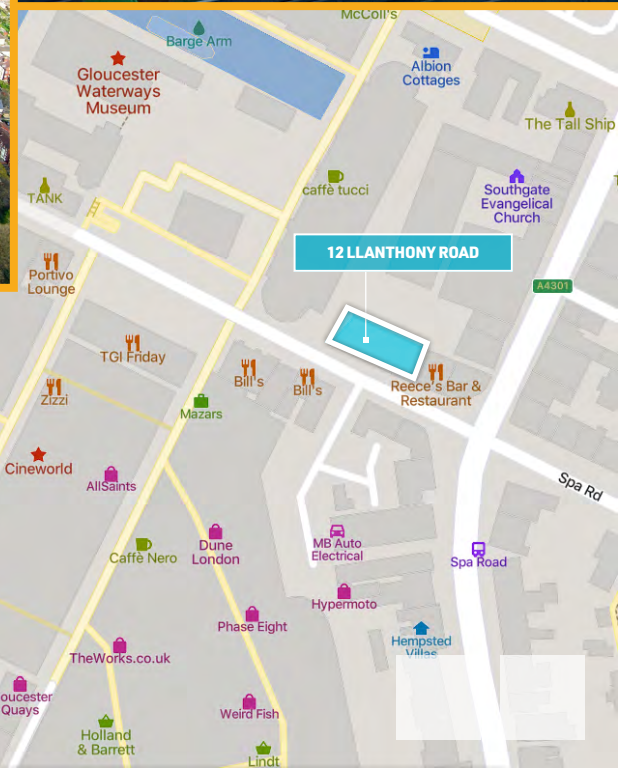 McColl's
Barge Arm
Gloucester
Waterways
Museum
Albion
Cottages
The Tall Ship
TANK
caffè tucci
Southgate
Evangelical
Church
12 LLANTHONY ROAD
A4301
Portivo
Lounge
TGI Friday
Bill's
Bill's
Reece's Bar &
Restaurant
Zizzi
Mazars
Cineworld
AllSaints
Spa Rd
Caffè Nero
Dune
London
MB Auto
Electrical
Spa Road
Hypermoto
Phase Eight
Hempsted
Villas
TheWorks.co.uk
oucester
Quays
Weird Fish
Holland
& Barrett
Lindt